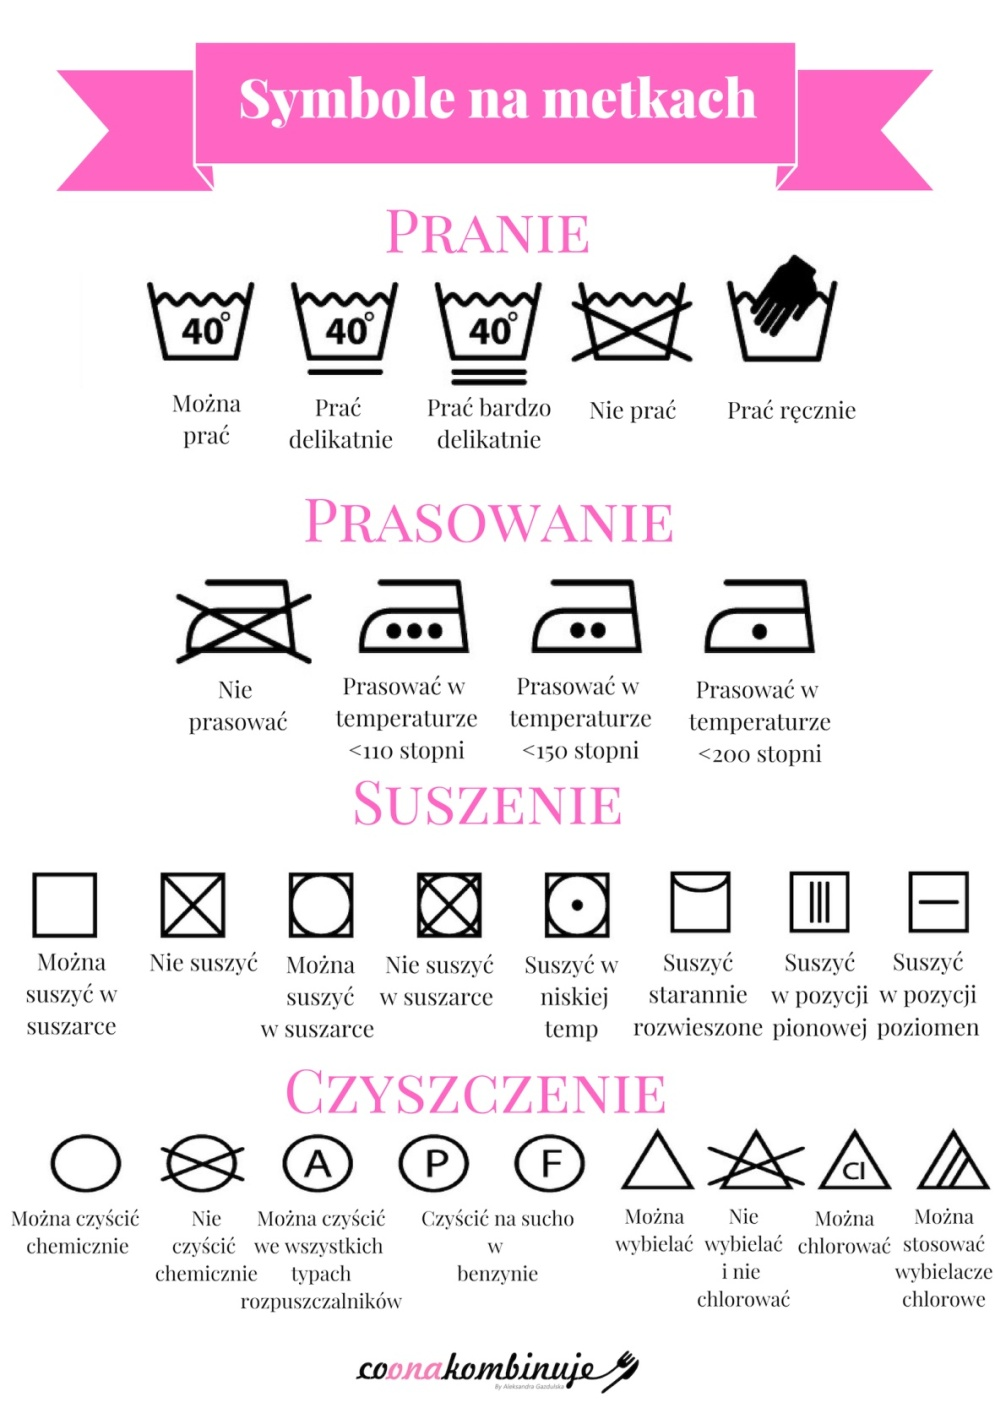 Symbole na metkach
PRANIE
40°
40°
40°
Można
prać
Prać
delikatnie
Prać bardzo
delikatnie
Nie prać
Prać ręcznie
PRASOWANIE
Nie
prasować
Prasować w
temperaturze
<110 stopni
Prasować w
temperaturze
<150 stopni
Prasować w
temperaturze
<200 stopni
SUSZENIE
Można
suszyć w
suszarce
Nie suszyć
Można
suszyć
w suszarce
Nie suszyć
w suszarce
Suszyć w
niskiej
temp
Suszyć
starannie
rozwieszone
Suszyć
w pozycji
pionowej
Suszyć
w pozycji
poziomen
CZYSZCZENIE
A
P
F
Cl
Można czyścić
chemicznie
Nie
czyścić
chemicznie
Można czyścić
we wszystkich
typach
rozpuszczalników
Czyścić na sucho
w
benzynie
Można
wybielać
Nie
wybielać
i nie
chlorować
Można
chlorować
Można
stosować
wybielacze
chlorowe
coonakombinuje
By Aleksandra Gazdulska